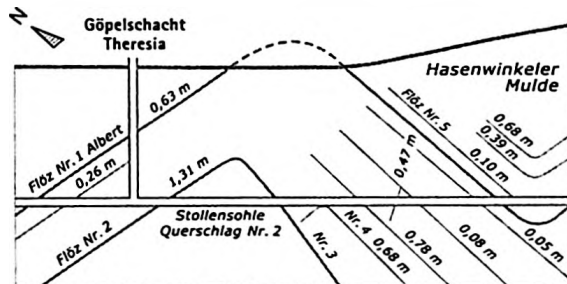 N
Göpelschacht
Theresia
Hasenwinkeler
Mulde
0,63 m
Flöz Nr. 5
0,68 m
0,39 m
0,10 m
Flöz Nr. 1 Albert
0,26 m
1,31 m
0,47 m
Flöz Nr. 2
Stollensohle
Querschlag Nr. 2
Nr. 3
Nr. 4
0,68 m
0,78 m
0,08 m
0,05 m